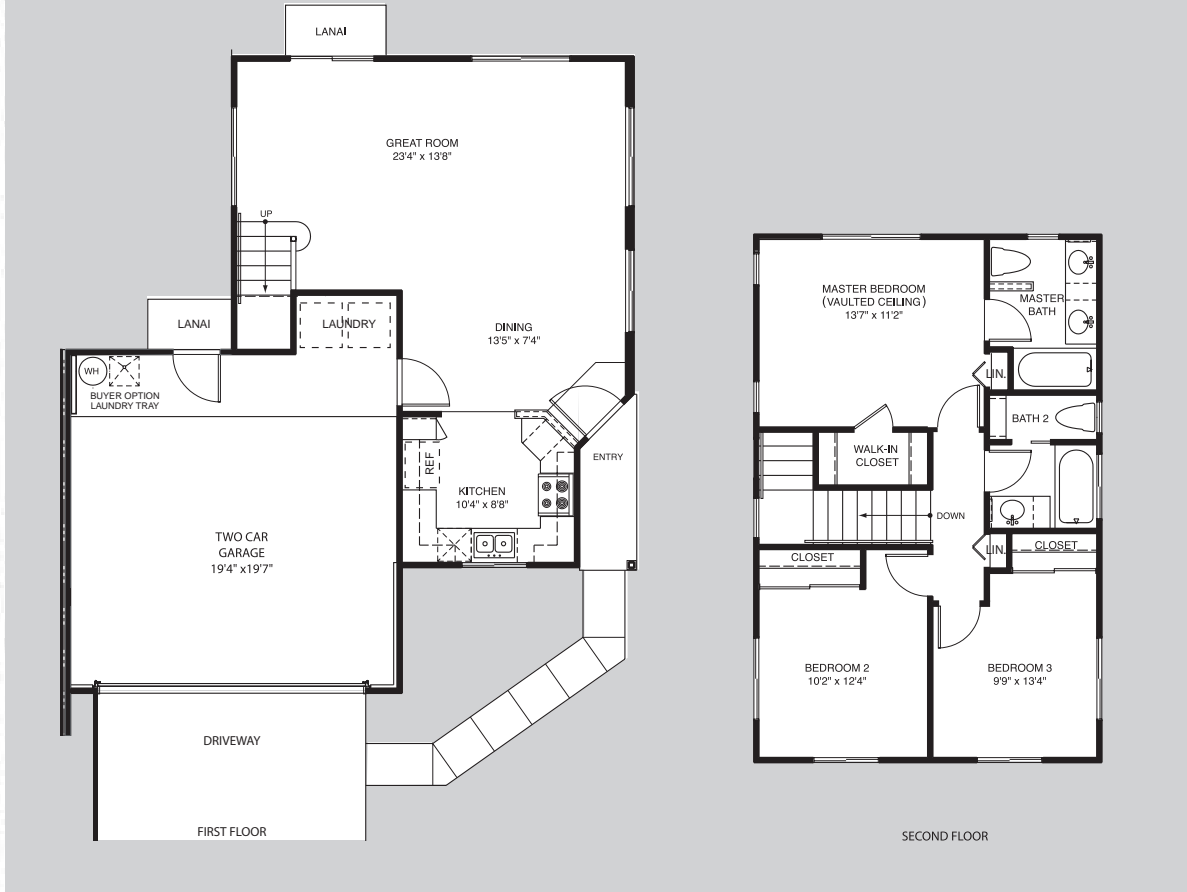 LANAI
GREAT ROOM
23'4" x 13'8"
UP
LANAI
LAUNDRY
DINING
13'5" x 7'4"
WH
BUYER OPTION
LAUNDRY TRAY
REF
ENTRY
KITCHEN
10'4" x 8'8"
TWO CAR
GARAGE
19'4" x19'7"
DRIVEWAY
FIRST FLOOR
MASTER BEDROOM
(VAULTED CEILING)
13'7" x 11'2"
MASTER
BATH
LIN.
BATH 2
WALK-IN
CLOSET
DOWN
LIN.
CLOSET
CLOSET
BEDROOM 2
10'2" x 12'4"
BEDROOM 3
9'9" x 13'4"
SECOND FLOOR